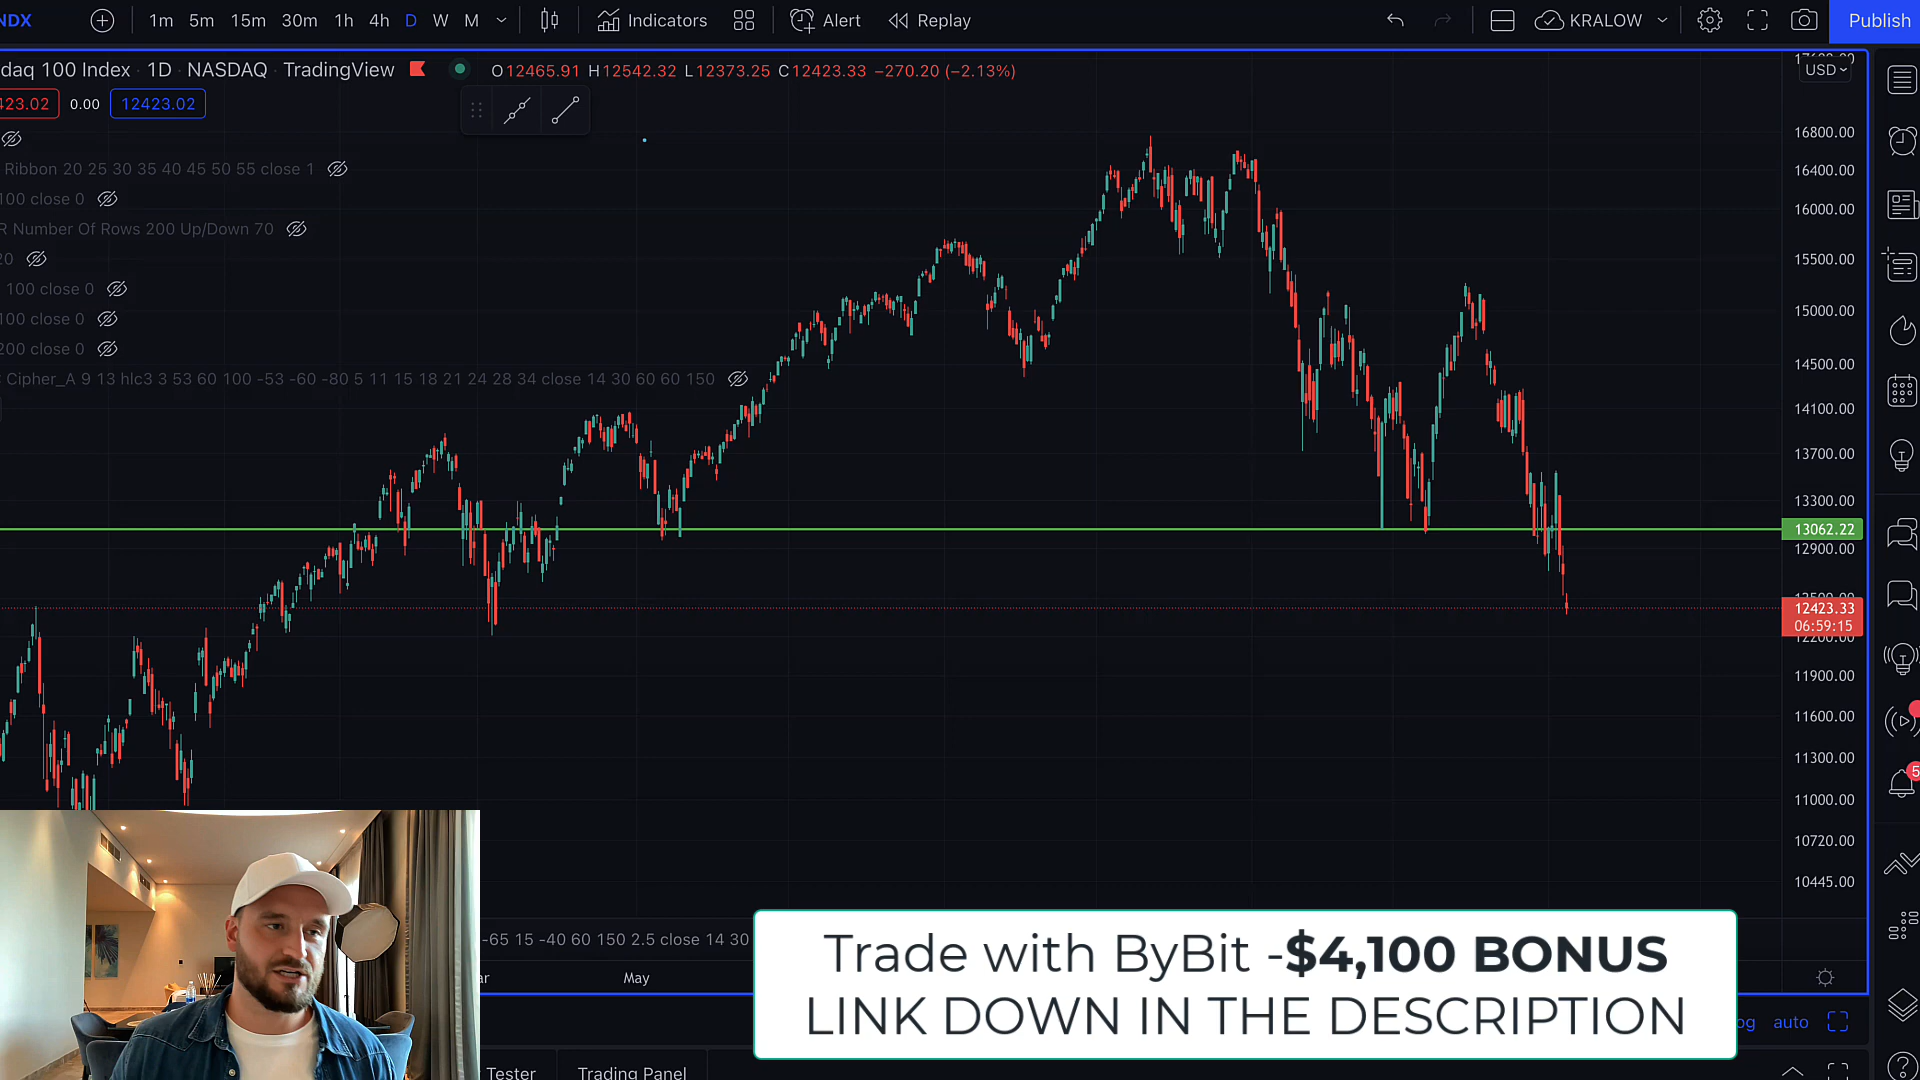 NDX 1m 5m 15m 30m 1h 4h D W M Indicators Alert Replay KRALOW Publish
daq 100 Index · 1D · NASDAQ · TradingView O12465.91 H12542.32 L12373.25 C12423.33 −270.20 (−2.13%)
USD
423.02 0.00 12423.02
Ribbon 20 25 30 35 40 45 50 55 close 1
100 close 0
R Number Of Rows 200 Up/Down 70
20
100 close 0
100 close 0
200 close 0
Cipher_A 9 13 hlc3 3 53 60 100 -53 -60 -80 5 11 15 18 21 24 28 34 close 14 30 60 60 150
16800.00
16400.00
16000.00
15500.00
15000.00
14500.00
14100.00
13700.00
13300.00
13062.22
12900.00
12423.33
06:59:15
12200.00
11900.00
11600.00
11300.00
11000.00
10720.00
10445.00
5
-65 15 -40 60 150 2.5 close 14 30
ar May
Trade with ByBit -$4,100 BONUS
LINK DOWN IN THE DESCRIPTION
og auto
Tester Trading Panel